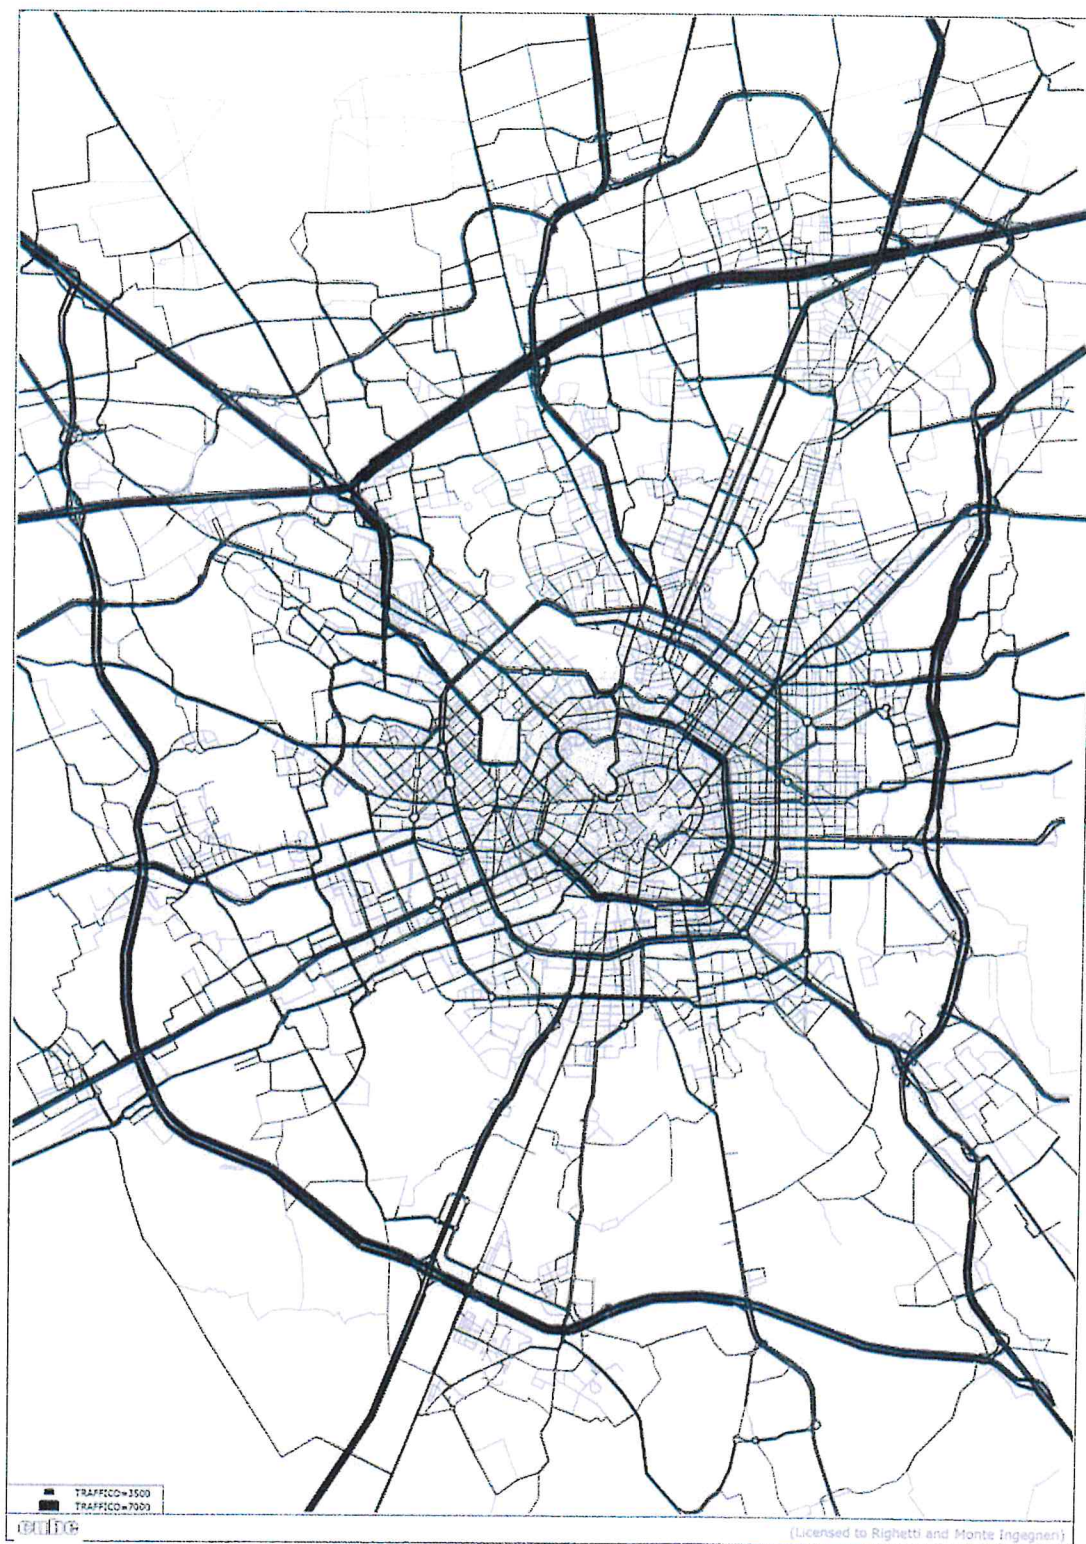 TRAFFICO=3500
TRAFFICO=7000
cube
(Licensed to Righetti and Monte Ingegneri)